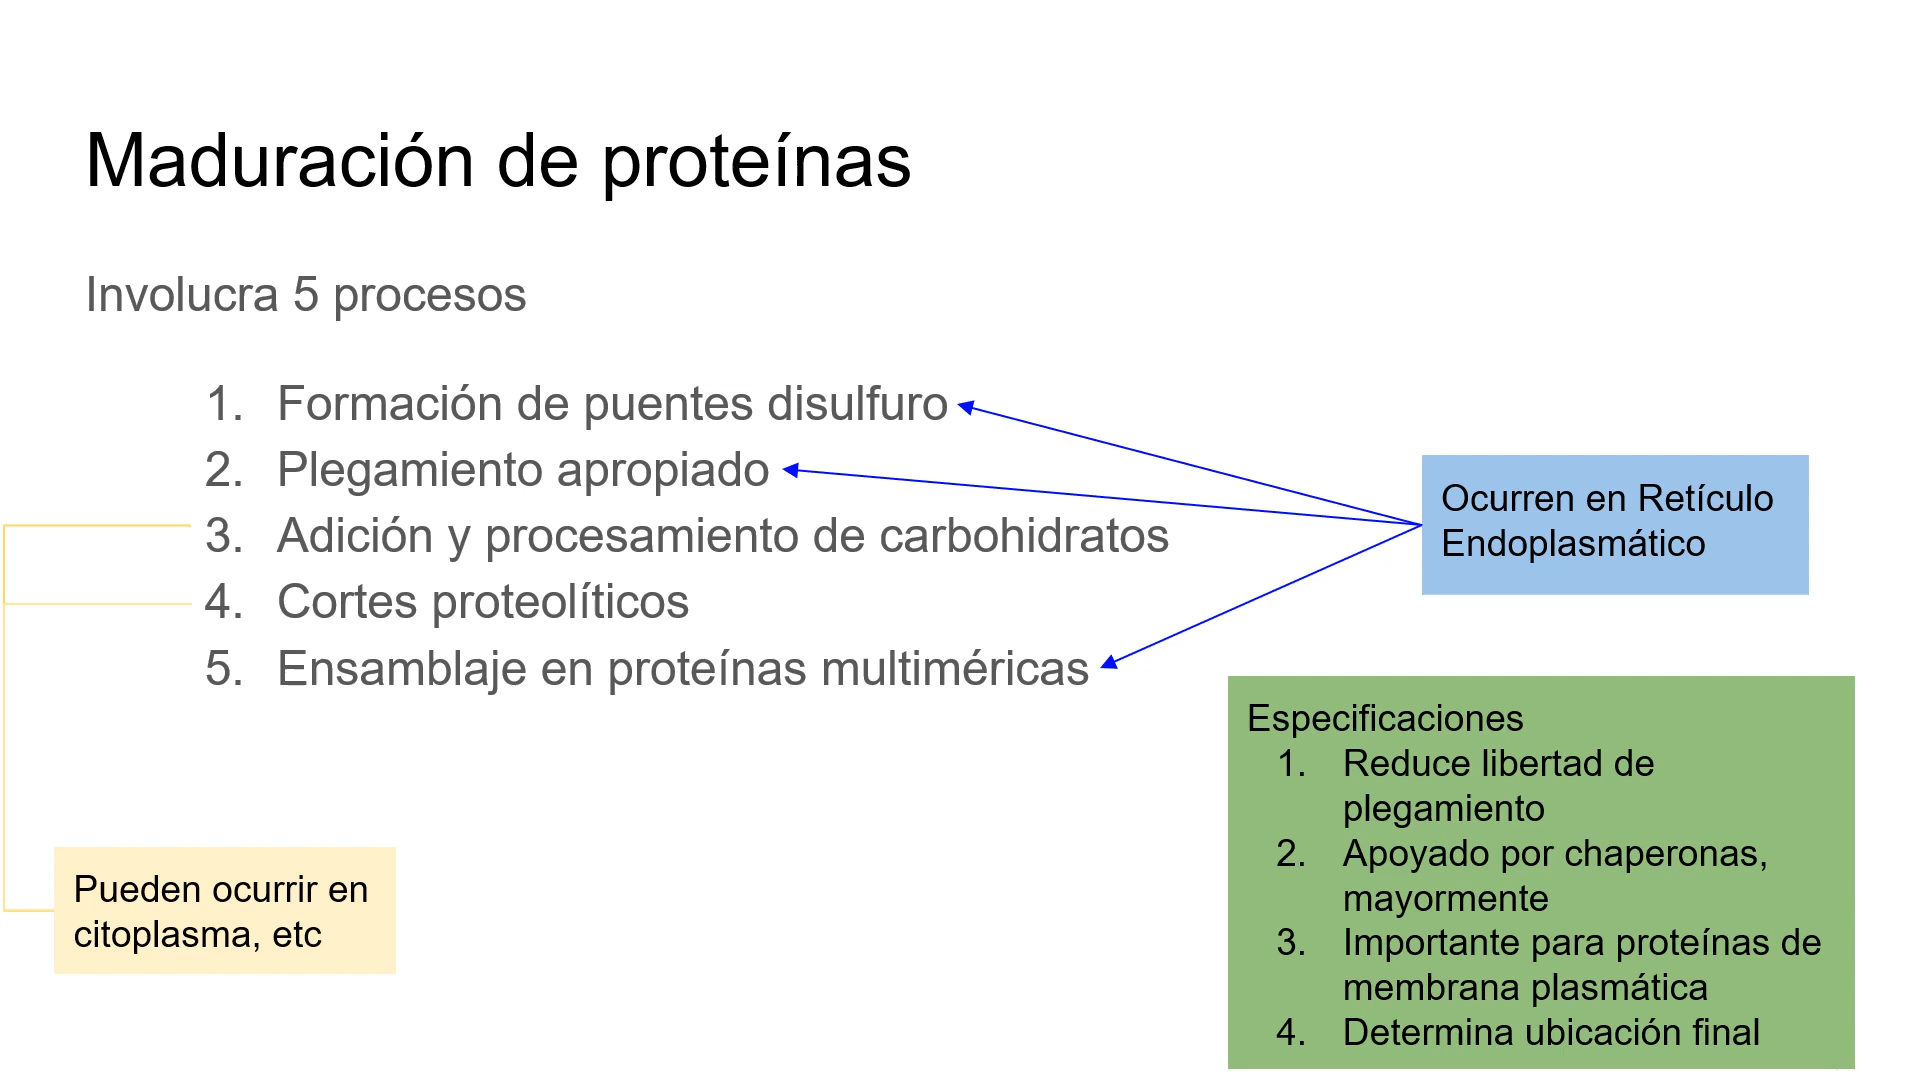 Maduración de proteínas
Involucra 5 procesos
1. Formación de puentes disulfuro
2. Plegamiento apropiado
3. Adición y procesamiento de carbohidratos
4. Cortes proteolíticos
5. Ensamblaje en proteínas multiméricas
Ocurren en Retículo
Endoplasmático
Especificaciones
1. Reduce libertad de
plegamiento
2. Apoyado por chaperonas,
mayormente
3. Importante para proteínas de
membrana plasmática
4. Determina ubicación final
Pueden ocurrir en
citoplasma, etc